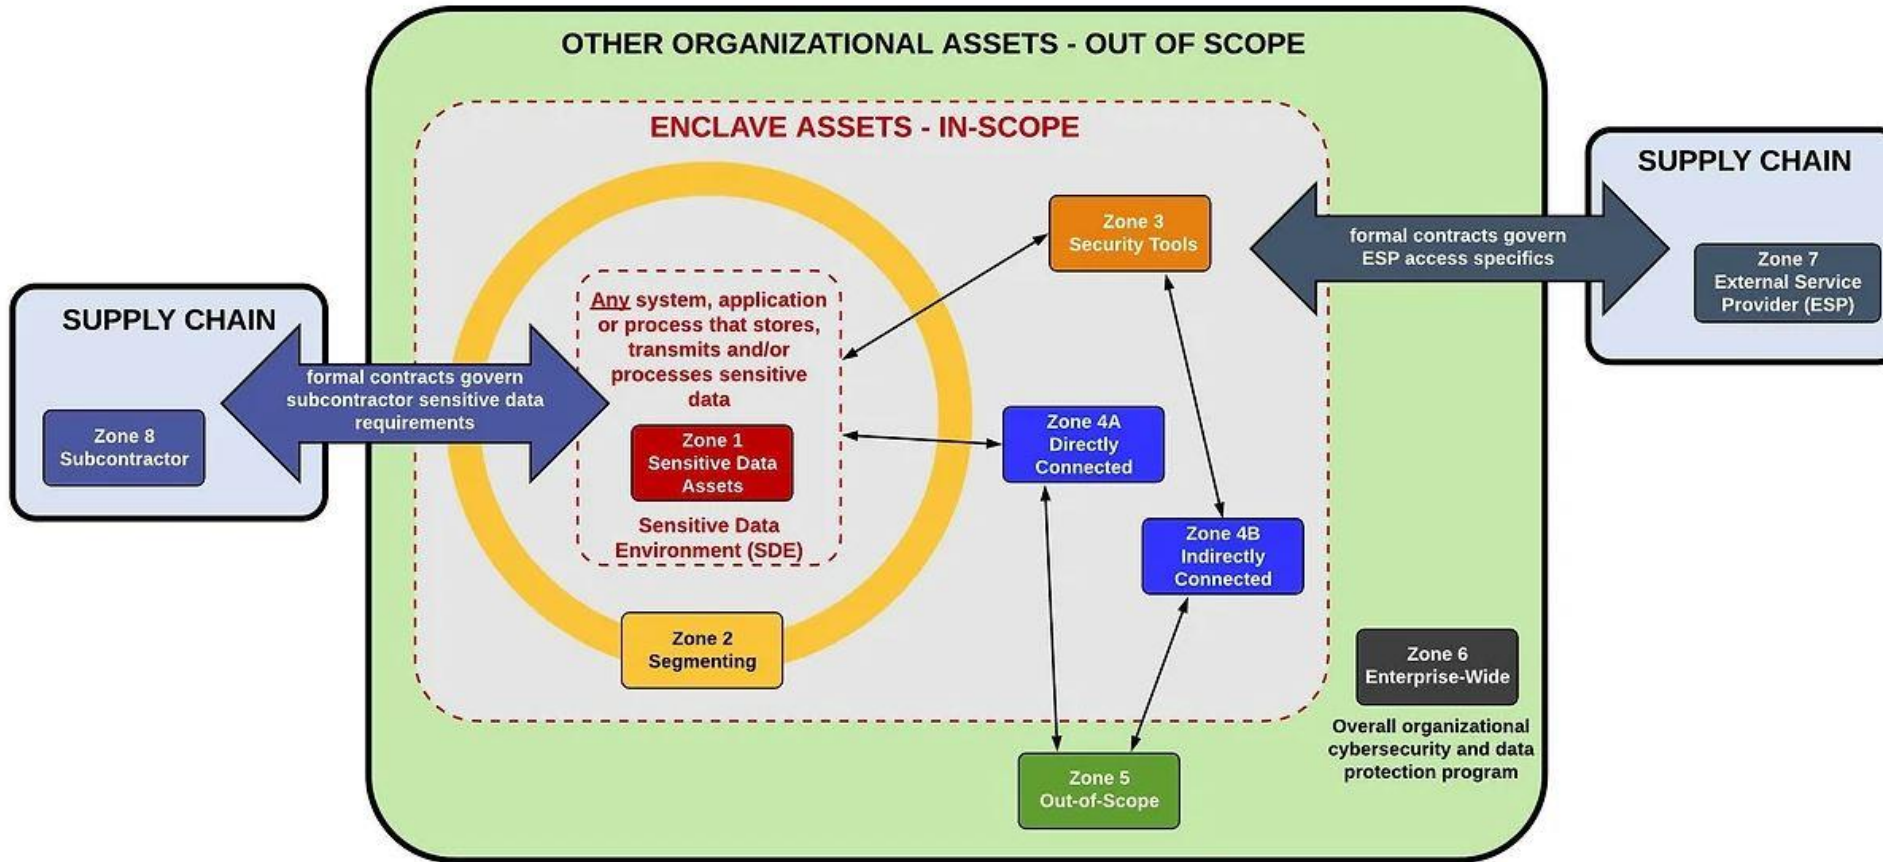 OTHER ORGANIZATIONAL ASSETS - OUT OF SCOPE
ENCLAVE ASSETS - IN-SCOPE
SUPPLY CHAIN
Zone 8
Subcontractor
formal contracts govern
subcontractor sensitive data
requirements
Any system, application
or process that stores,
transmits and/or
processes sensitive
data
Zone 1
Sensitive Data
Assets
Sensitive Data
Environment (SDE)
Zone 2
Segmenting
Zone 3
Security Tools
Zone 4A
Directly
Connected
Zone 4B
Indirectly
Connected
Zone 5
Out-of-Scope
Zone 6
Enterprise-Wide
Overall organizational
cybersecurity and data
protection program
formal contracts govern
ESP access specifics
SUPPLY CHAIN
Zone 7
External Service
Provider (ESP)